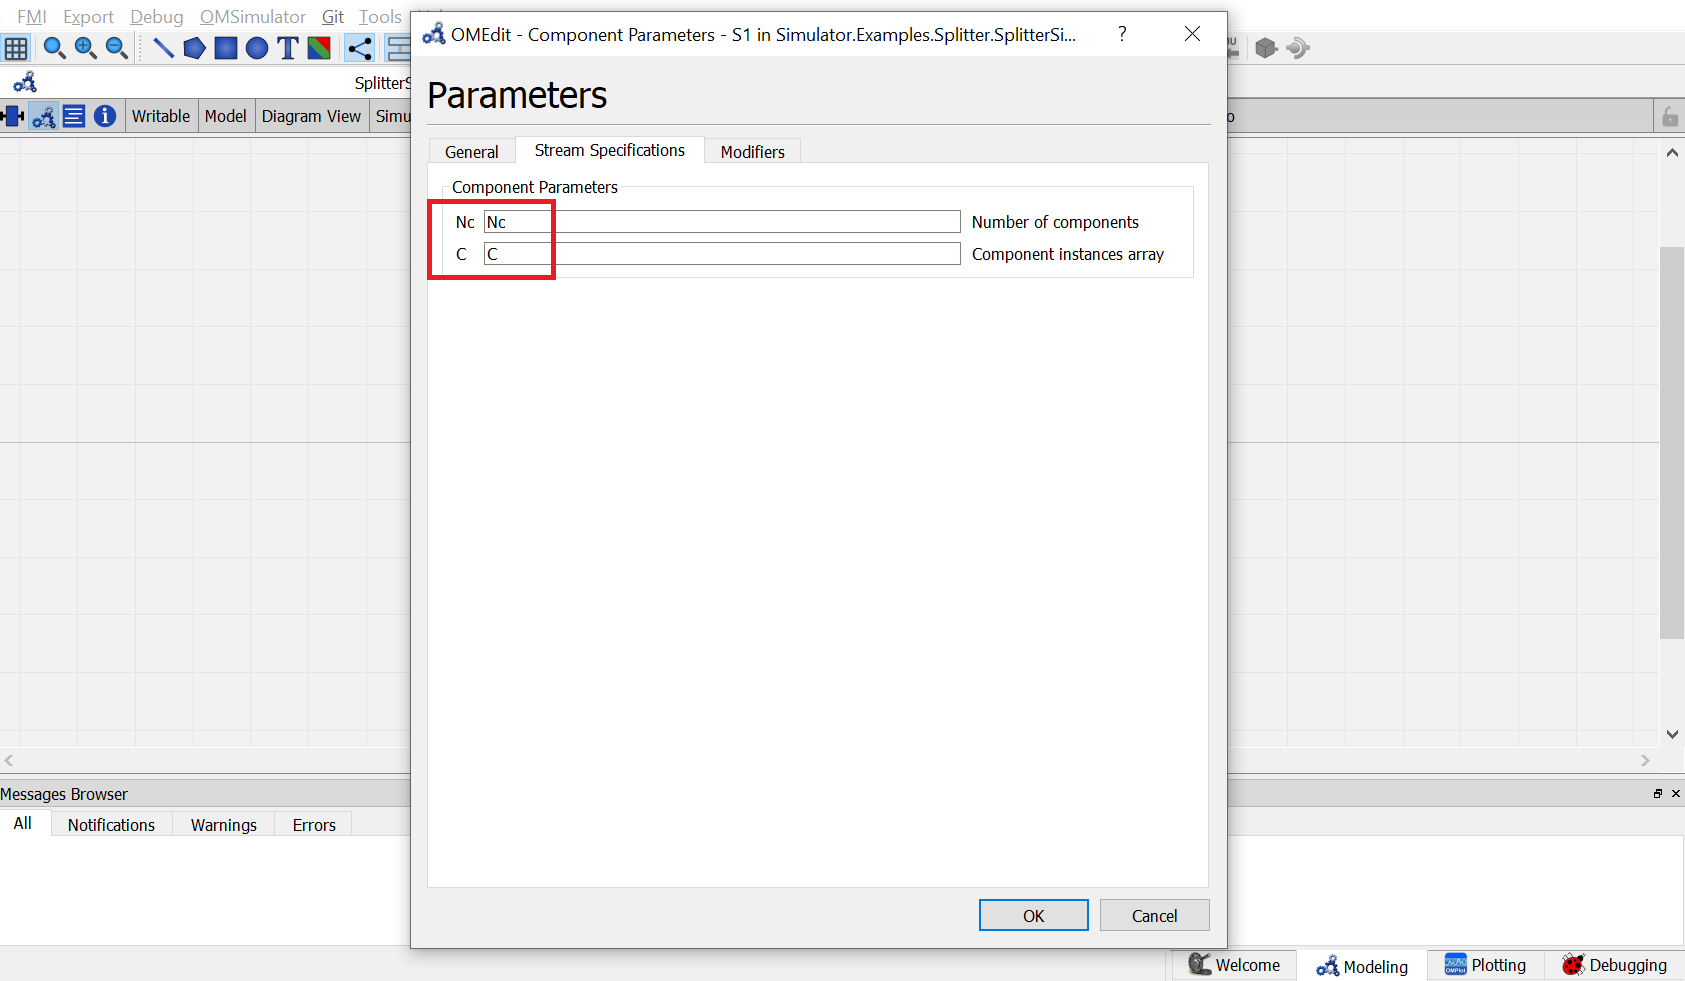 FMI Export Debug OMSimulator Git Tools
OMEdit - Component Parameters - S1 in Simulator.Examples.Splitter.SplitterSi... ?
SplitterS
Writable Model Diagram View Simu
Parameters
General Stream Specifications Modifiers
Component Parameters
Nc Nc Number of components
C C Component instances array
Messages Browser
All Notifications Warnings Errors
OK Cancel
Welcome Modeling Plotting Debugging